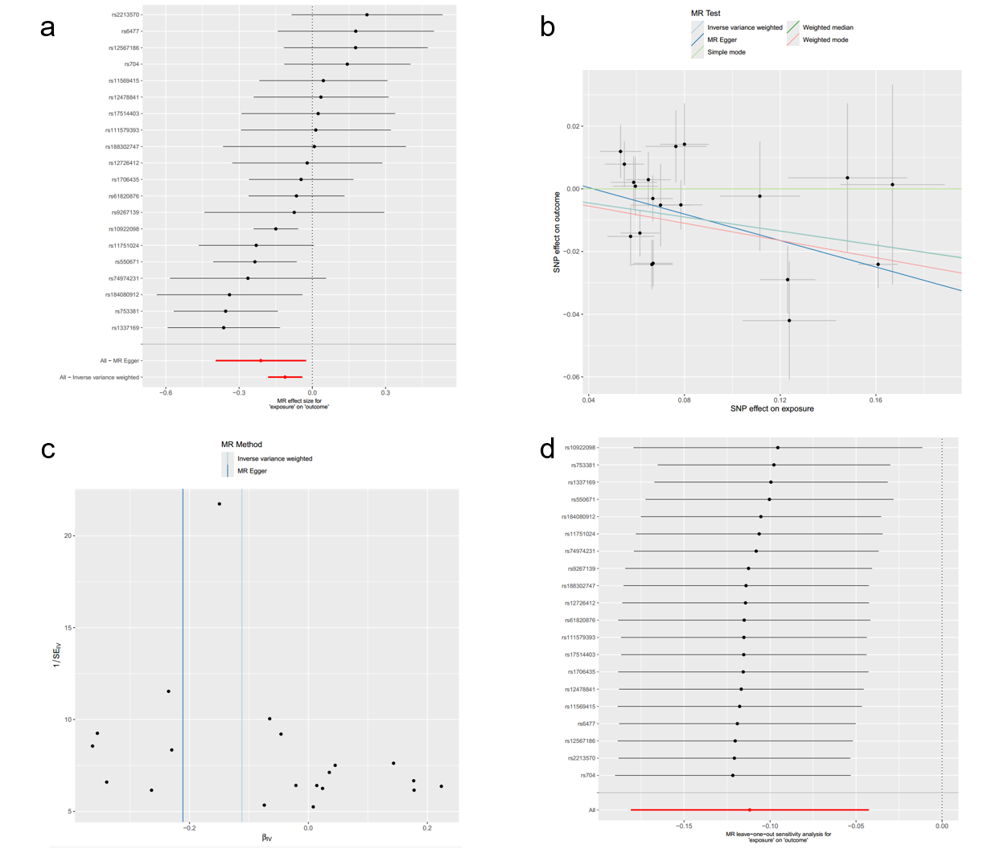 a
rs2213570
rs6477
rs12567186
rs704
rs11569415
rs12478841
rs17514403
rs111579393
rs188302747
rs12726412
rs1706435
rs61820876
rs9267139
rs10922098
rs11751024
rs550671
rs74974231
rs184080912
rs753381
rs1337169
All − MR Egger
All − Inverse variance weighted
−0.6 −0.3 0.0 0.3
MR effect size for
'exposure' on 'outcome'
b
MR Test
Inverse variance weighted Weighted median
MR Egger Weighted mode
Simple mode
SNP effect on outcome
0.02
0.00
−0.02
−0.04
−0.06
0.04 0.08 0.12 0.16
SNP effect on exposure
c
MR Method
Inverse variance weighted
MR Egger
1/SE_IV
20
15
10
5
−0.2 0.0 0.2
β_IV
d
rs10922098
rs753381
rs1337169
rs550671
rs184080912
rs11751024
rs74974231
rs9267139
rs188302747
rs12726412
rs61820876
rs111579393
rs17514403
rs1706435
rs12478841
rs11569415
rs6477
rs12567186
rs2213570
rs704
All
−0.15 −0.10 −0.05 0.00
MR leave−one−out sensitivity analysis for
'exposure' on 'outcome'